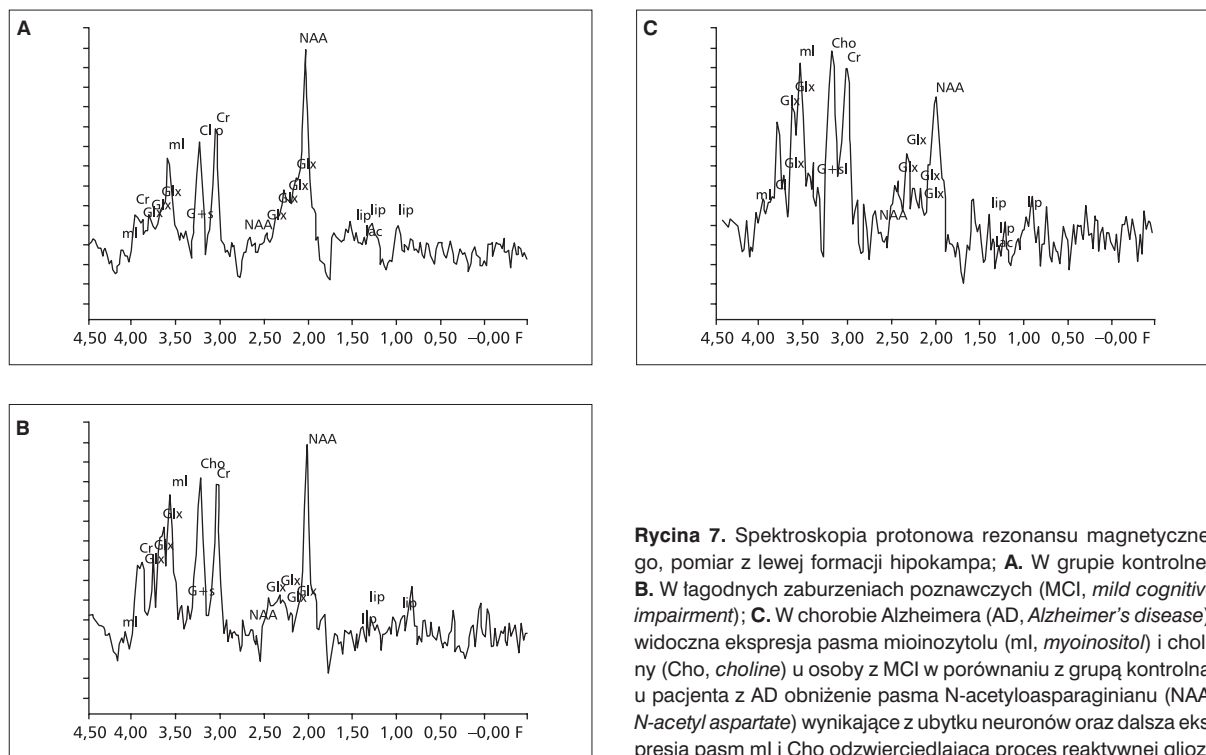 A
NAA
Cr
Cl o
mI
Glx
Cr
Glx
Glx
Glx
G+s
Glx
Glx
Glx
NAA
mI
lip
lip
lip
lac
4,50 4,00 3,50 3,00 2,50 2,00 1,50 1,00 0,50 −0,00 F
C
Cho
mI
Cr
Glx
Glx
NAA
Glx
Glx
G+sI
Glx
Glx
Cr
mI
Glx
NAA
lip
lip
lip
lac
4,50 4,00 3,50 3,00 2,50 2,00 1,50 1,00 0,50 −0,00 F
B
NAA
Cho
Cr
mI
Glx
Cr
Glx
Glx
Glx
Glx
G+s
Glx
Glx
NAA
mI
lip
lip
lip
4,50 4,00 3,50 3,00 2,50 2,00 1,50 1,00 0,50 −0,00 F
Rycina 7. Spektroskopia protonowa rezonansu magnetyczne
go, pomiar z lewej formacji hipokampa; A. W grupie kontrolne
B. W łagodnych zaburzeniach poznawczych (MCI, mild cognitiv
impairment); C. W chorobie Alzheimera (AD, Alzheimer's disease)
widoczna ekspresja pasma mioinozytolu (mI, myoinositol) i chol
ny (Cho, choline) u osoby z MCI w porównaniu z grupą kontrolną
u pacjenta z AD obniżenie pasma N-acetyloasparaginianu (NAA
N-acetyl aspartate) wynikające z ubytku neuronów oraz dalsza eks
presja pasm mI i Cho odzwierciedlająca proces reaktywnej glioz